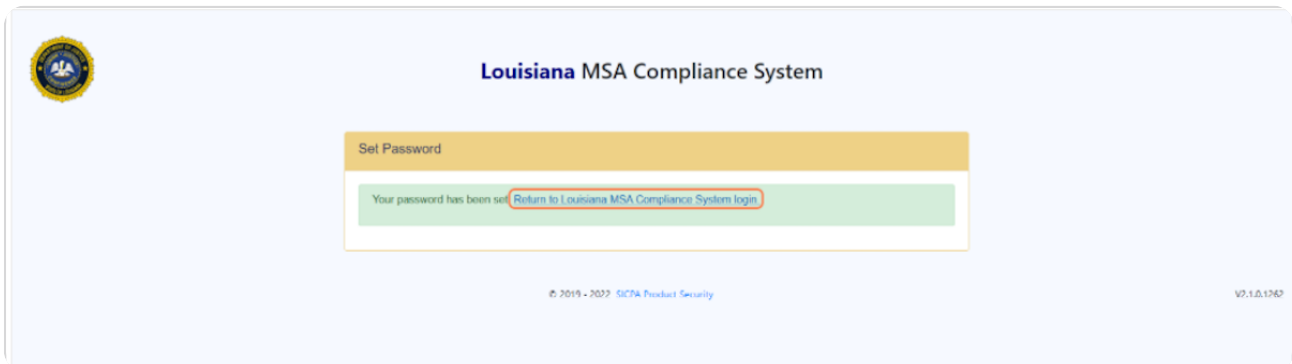 Louisiana MSA Compliance System
Set Password
Your password has been set Return to Louisiana MSA Compliance System login.
© 2019 - 2022 SICPA Product Security
V2.1.0.1262